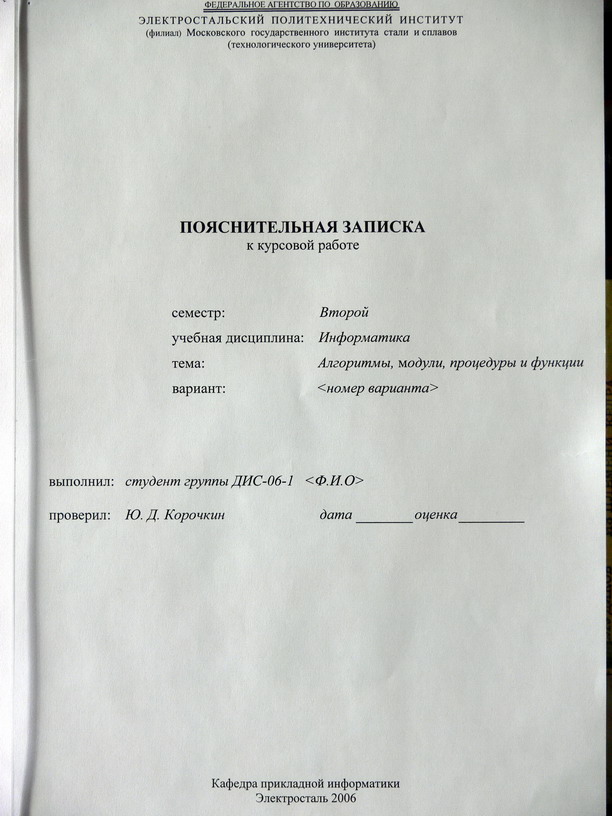 ФЕДЕРАЛЬНОЕ АГЕНТСТВО ПО ОБРАЗОВАНИЮ
ЭЛЕКТРОСТАЛЬСКИЙ ПОЛИТЕХНИЧЕСКИЙ ИНСТИТУТ
(филиал) Московского государственного института стали и сплавов
(технологического университета)
ПОЯСНИТЕЛЬНАЯ ЗАПИСКА
к курсовой работе
семестр: Второй
учебная дисциплина: Информатика
тема: Алгоритмы, модули, процедуры и функции
вариант: <номер варианта>
выполнил: студент группы ДИС-06-1 <Ф.И.О>
проверил: Ю. Д. Корочкин дата ________ оценка _________
Кафедра прикладной информатики
Электросталь 2006